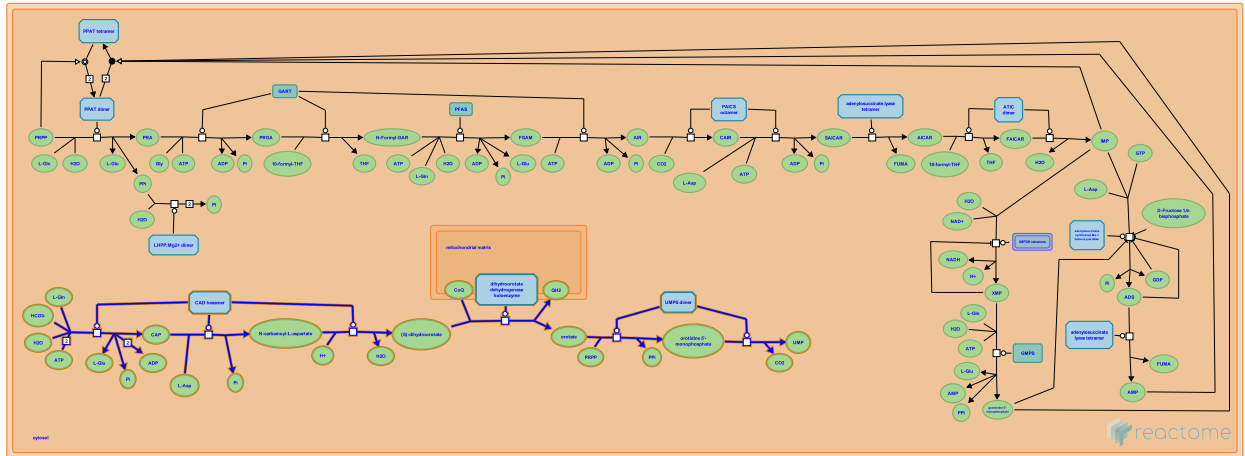 PPAT tetramer
2
2
PPAT dimer
GART
PFAS
PAICS
octamer
adenylosuccinate lyase
tetramer
ATIC
dimer
PRPP
PRA
PRGA
N-Formyl-GAR
FGAM
AIR
CAIR
SAICAR
AICAR
FAICAR
IMP
L-Gln
H2O
L-Glu
Gly
ATP
ADP
Pi
10-formyl-THF
THF
ATP
L-Gln
H2O
ADP
Pi
L-Glu
ATP
ADP
Pi
CO2
L-Asp
ATP
ADP
Pi
FUMA
10-formyl-THF
THF
H2O
GTP
PPi
H2O
2
Pi
LHPP:Mg2+ dimer
L-Asp
D-Fructose 1,6-
bisphosphate
H2O
NAD+
IMPDH tetramer
NADH
H+
XMP
Pi
GDP
ADS
mitochondrial matrix
CoQ
dihydroorotate
dehydrogenase
holoenzyme
QH2
L-Gln
HCO3-
H2O
ATP
2
CAD hexamer
CAP
L-Glu
2
Pi
ADP
L-Asp
Pi
N-carbamoyl-L-aspartate
H+
H2O
(S)-dihydroorotate
orotate
PRPP
UMPS dimer
PPi
orotidine 5'-
monophosphate
CO2
UMP
L-Gln
H2O
ATP
GMPS
L-Glu
AMP
PPi
adenylosuccinate
lyase tetramer
FUMA
AMP
cytosol
reactome